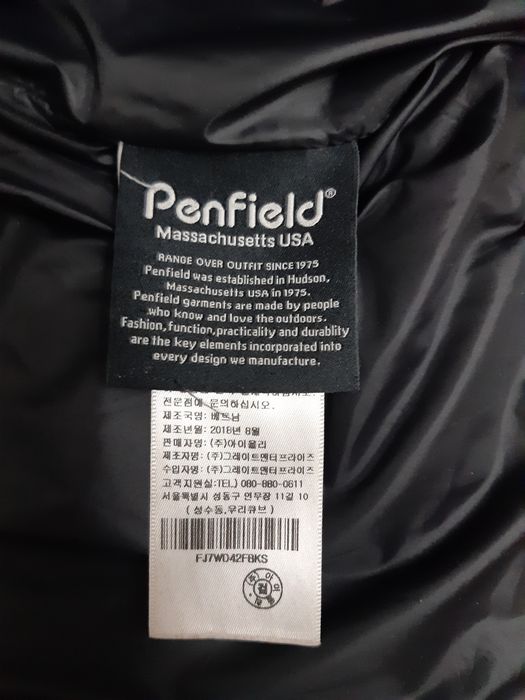 Penfield®
Massachusetts USA
RANGE OVER OUTFIT SINCE 1975
Penfield was established in Hudson,
Massachusetts USA in 1975.
Penfield garments are made by people
who know and love the outdoors.
Fashion, function, practicality and durablity
are the key elements incorporated into
every design we manufacture.
전문점에 문의하십시오.
제조국명: 베트남
제조년월: 2018년 8월
판매자명: (주)아이올리
제조자명: (주)그레이트엔터프라이즈
수입자명: (주)그레이트엔터프라이즈
고객지원실:TEL.) 080-880-0611
서울특별시 성동구 연무장 11길 10
( 성수동,우리큐브 )
FJ7WD42FBKS